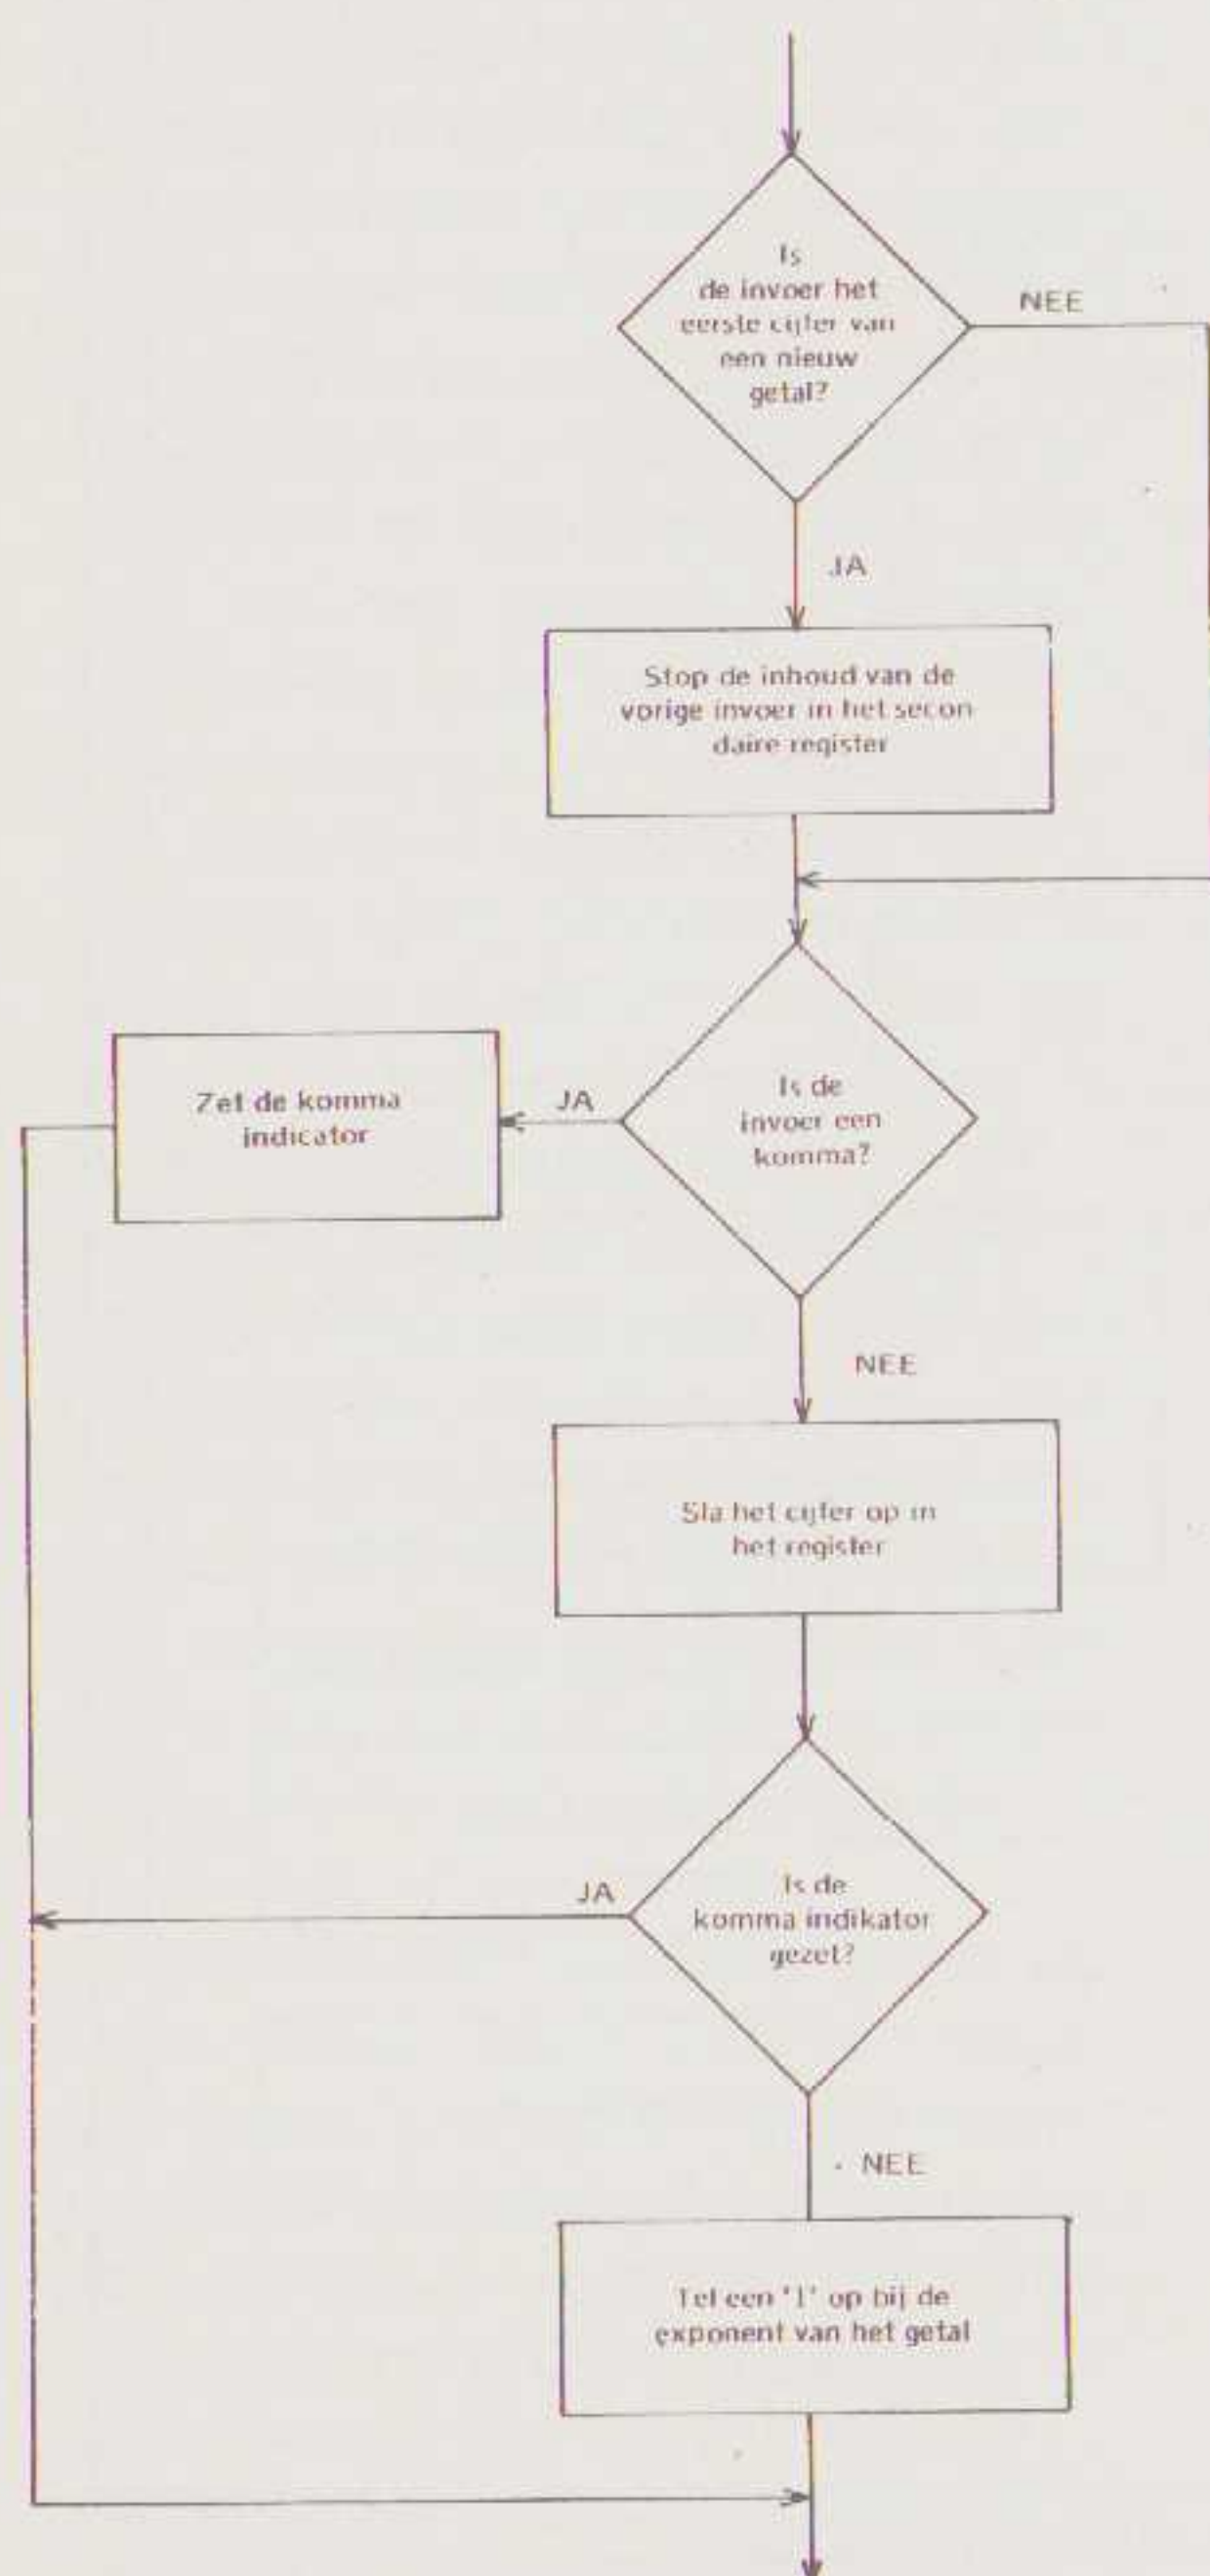 Is
de invoer het
eerste cijfer van
een nieuw
getal?
NEE
JA
Stop de inhoud van de
vorige invoer in het secon
daire register
Zet de komma
indicator
JA
Is de
invoer een
komma?
NEE
Sla het cijfer op in
het register
JA
Is de
komma indikator
gezet?
NEE
Tel een '1' op bij de
exponent van het getal